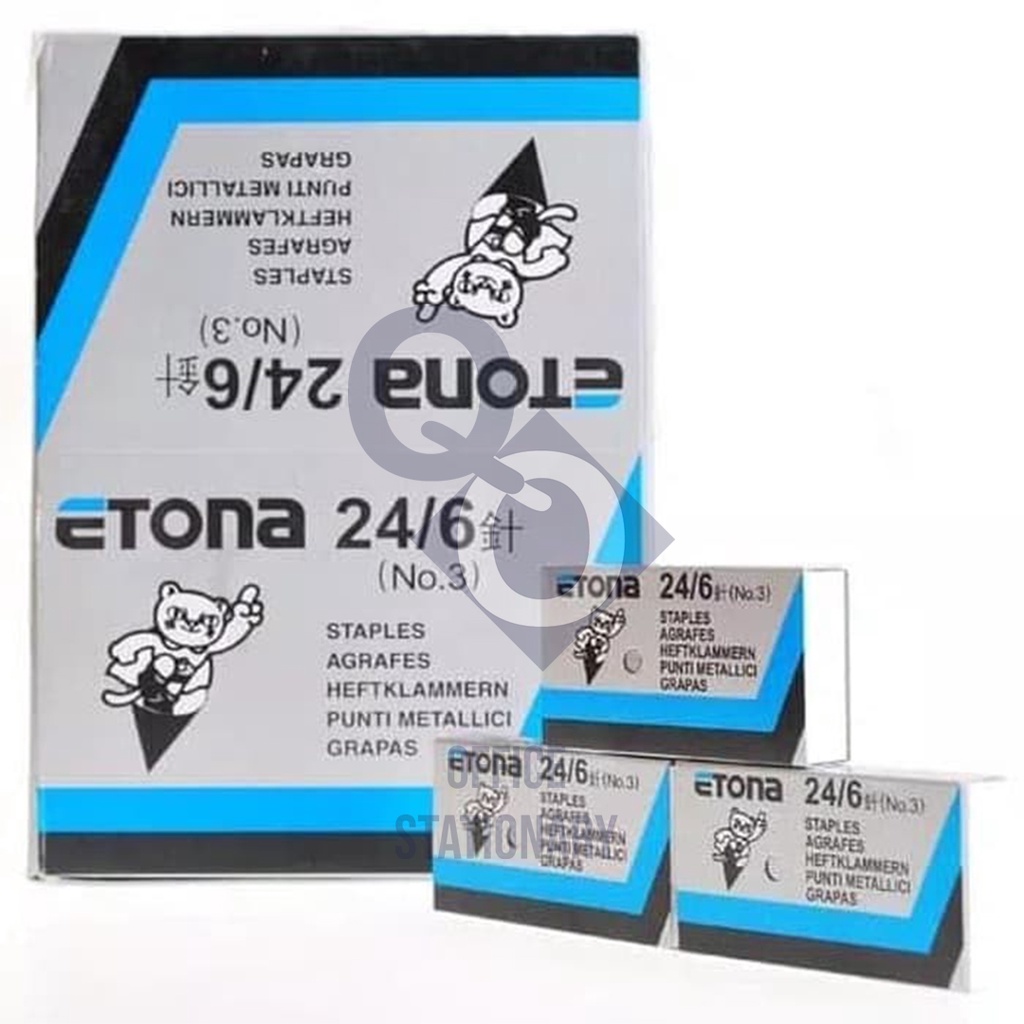 GRAPAS
PUNTI METALLICI
HEFTKLAMMERN
AGRAFES
STAPLES
(No.3)
ETONA 24/6針
ETONA 24/6針
(No.3)
STAPLES
AGRAFES
HEFTKLAMMERN
PUNTI METALLICI
GRAPAS
ETONA 24/6針(No.3)
STAPLES
AGRAFES
HEFTKLAMMERN
PUNTI METALLICI
GRAPAS
ETONA 24/6針(No.3)
STAPLES
AGRAFES
HEFTKLAMMERN
PUNTI METALLICI
GRAPAS
ETONA 24/6針(No.3)
STAPLES
AGRAFES
HEFTKLAMMERN
PUNTI METALLICI
GRAPAS
QO
OFFICE
STATIONERY